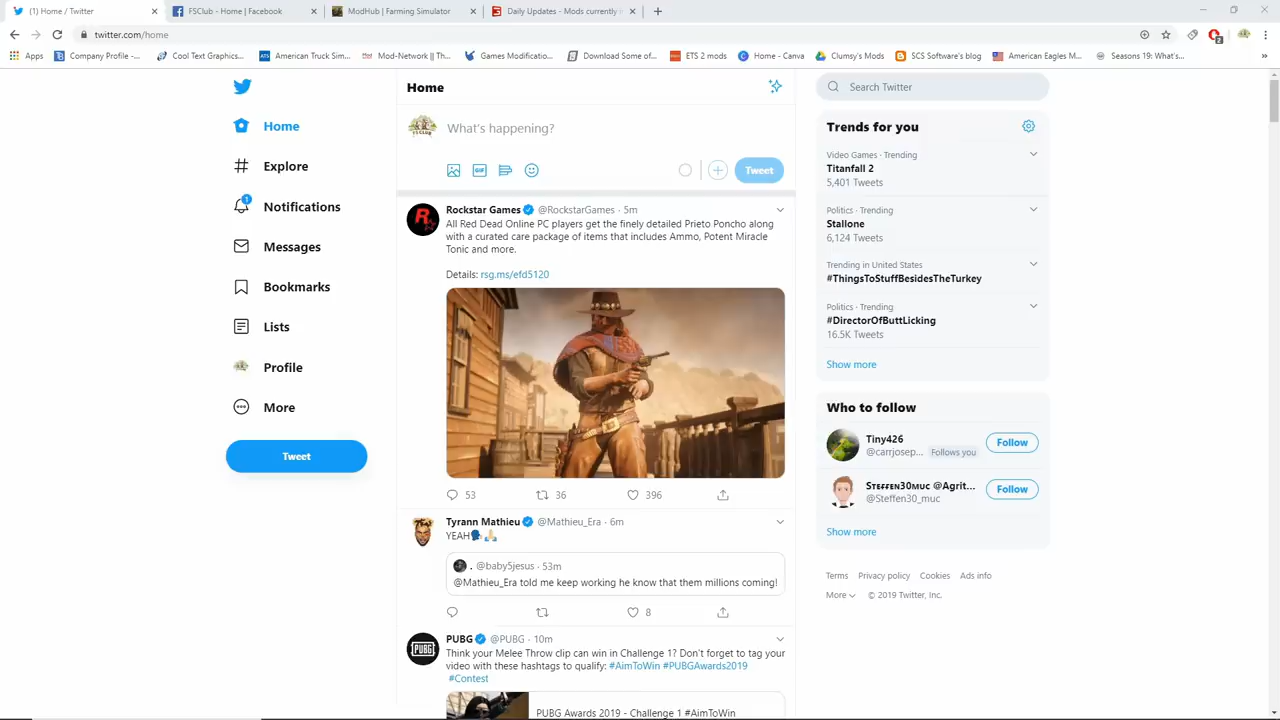 (1) Home / Twitter
FSClub - Home | Facebook
ModHub | Farming Simulator
Daily Updates - Mods currently i
twitter.com/home
Apps
Company Profile -...
Cool Text Graphics...
American Truck Sim...
Mod-Network || Th...
Games Modificatio...
Download Some of...
ETS 2 mods
Home - Canva
Clumsy's Mods
SCS Software's blog
American Eagles M...
Seasons 19: What's...
Home
Explore
1
Notifications
Messages
Bookmarks
Lists
Profile
More
Tweet
Home
What's happening?
GIF
Tweet
Rockstar Games @RockstarGames · 5m
All Red Dead Online PC players get the finely detailed Prieto Poncho along
with a curated care package of items that includes Ammo, Potent Miracle
Tonic and more.
Details: rsg.ms/efd5120
53
36
396
Tyrann Mathieu @Mathieu_Era · 6m
YEAH🗣🙏
. @baby5jesus · 53m
@Mathieu_Era told me keep working he know that them millions coming!
8
PUBG @PUBG · 10m
Think your Melee Throw clip can win in Challenge 1? Don't forget to tag your
video with these hashtags to qualify: #AimToWin #PUBGAwards2019
#Contest
PUBG Awards 2019 - Challenge 1 #AimToWin
Search Twitter
Trends for you
Video Games · Trending
Titanfall 2
5,401 Tweets
Politics · Trending
Stallone
6,124 Tweets
Trending in United States
#ThingsToStuffBesidesTheTurkey
Politics · Trending
#DirectorOfButtLicking
16.5K Tweets
Show more
Who to follow
Tiny426
@carrjosep... Follows you
Follow
Sᴛᴇғғᴇɴ30ᴍᴜᴄ @Agrit...
@Steffen30_muc
Follow
Show more
Terms Privacy policy Cookies Ads info
More © 2019 Twitter, Inc.